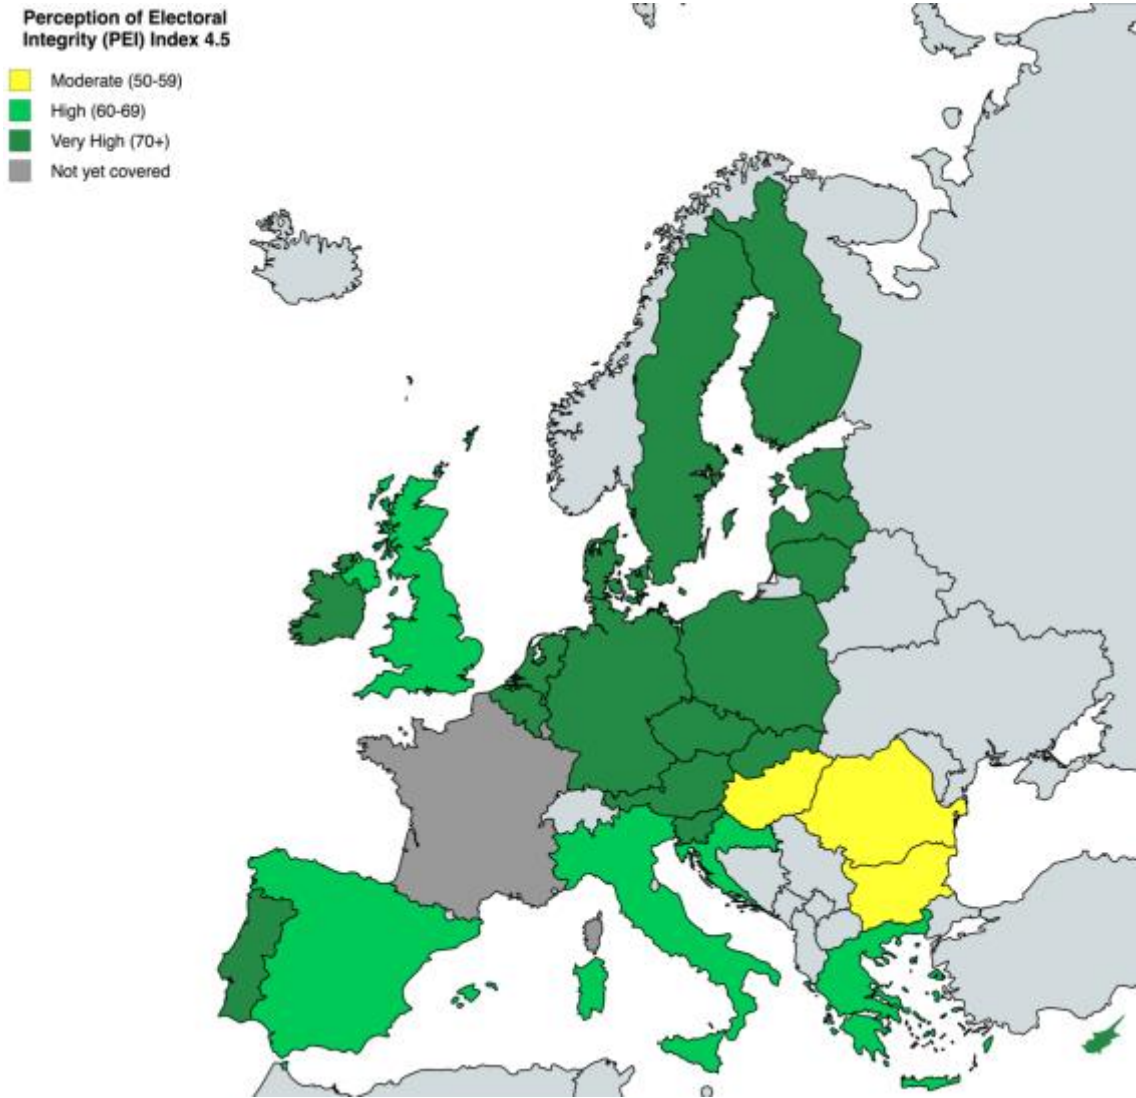 Perception of Electoral
Integrity (PEI) Index 4.5
Moderate (50-59)
High (60-69)
Very High (70+)
Not yet covered